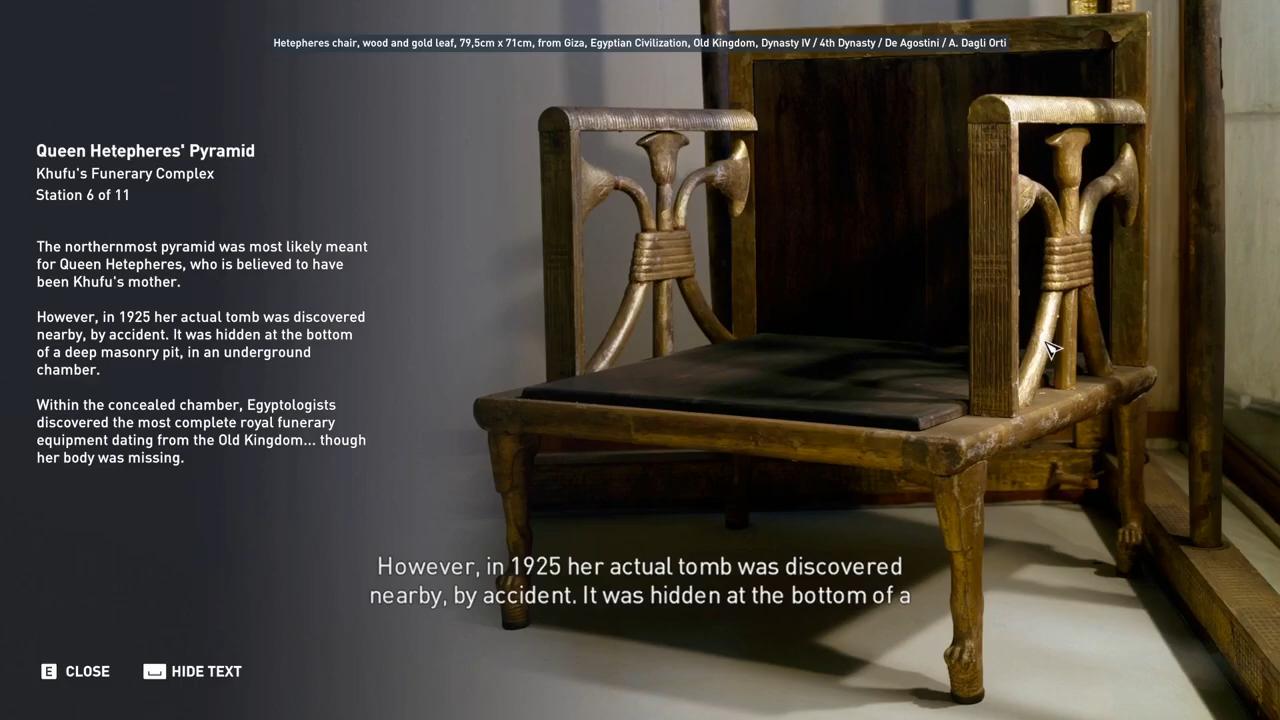 Hetepheres chair, wood and gold leaf, 79,5cm x 71cm, from Giza, Egyptian Civilization, Old Kingdom, Dynasty IV / 4th Dynasty / De Agostini / A. Dagli Orti
Queen Hetepheres' Pyramid
Khufu's Funerary Complex
Station 6 of 11
The northernmost pyramid was most likely meant
for Queen Hetepheres, who is believed to have
been Khufu's mother.
However, in 1925 her actual tomb was discovered
nearby, by accident. It was hidden at the bottom
of a deep masonry pit, in an underground
chamber.
Within the concealed chamber, Egyptologists
discovered the most complete royal funerary
equipment dating from the Old Kingdom... though
her body was missing.
However, in 1925 her actual tomb was discovered
nearby, by accident. It was hidden at the bottom of a
E CLOSE HIDE TEXT